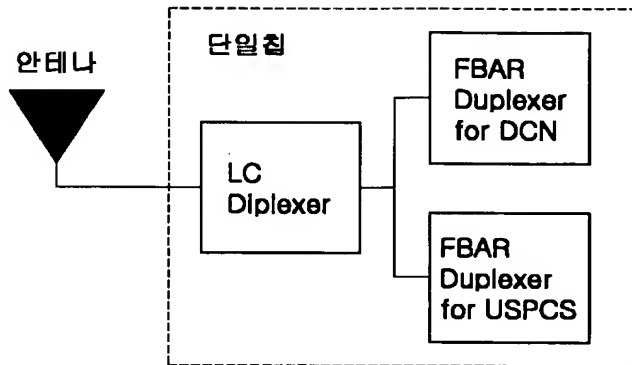 안테나
단일칩
LC
Diplexer
FBAR
Duplexer
for DCN
FBAR
Duplexer
for USPCS